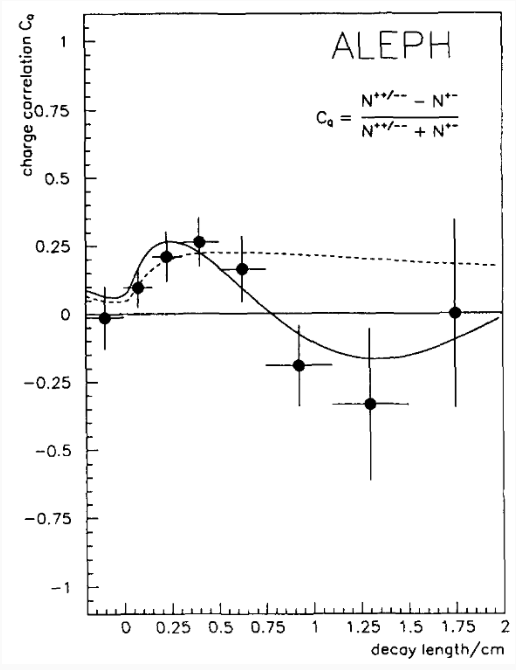 ALEPH
C_q = (N^{++/--} - N^{+-}) / (N^{++/--} + N^{+-})
charge correlation C_q
1
0.75
0.5
0.25
0
-0.25
-0.5
-0.75
-1
0 0.25 0.5 0.75 1 1.25 1.5 1.75 2
decay length/cm